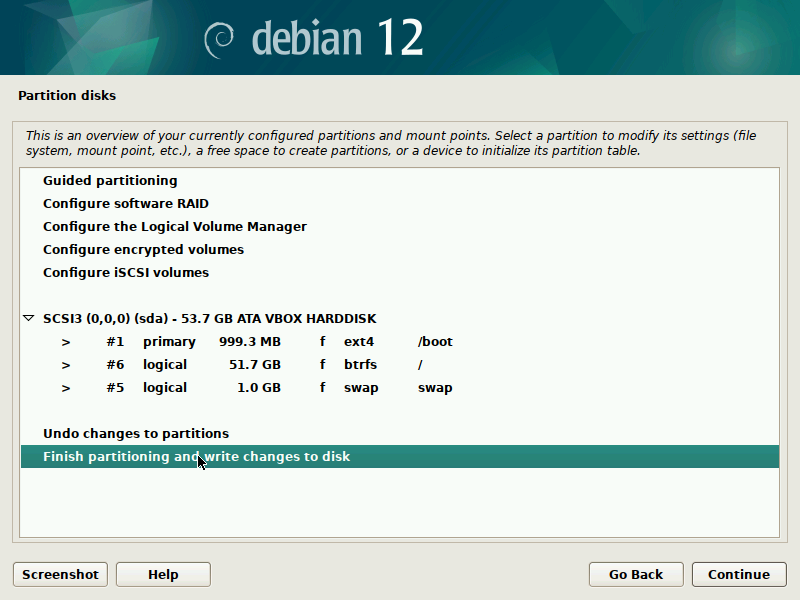 debian 12
Partition disks
This is an overview of your currently configured partitions and mount points. Select a partition to modify its settings (file
system, mount point, etc.), a free space to create partitions, or a device to initialize its partition table.
Guided partitioning
Configure software RAID
Configure the Logical Volume Manager
Configure encrypted volumes
Configure iSCSI volumes
SCSI3 (0,0,0) (sda) - 53.7 GB ATA VBOX HARDDISK
> #1 primary 999.3 MB f ext4 /boot
> #6 logical 51.7 GB f btrfs /
> #5 logical 1.0 GB f swap swap
Undo changes to partitions
Finish partitioning and write changes to disk
Screenshot Help Go Back Continue